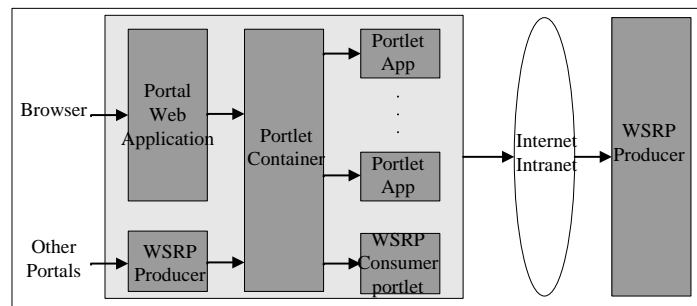 Browser
Portal
Web
Application
Portlet
Container
Portlet
App
.
.
.
Portlet
App
Internet
Intranet
WSRP
Producer
Other
Portals
WSRP
Producer
WSRP
Consumer
portlet